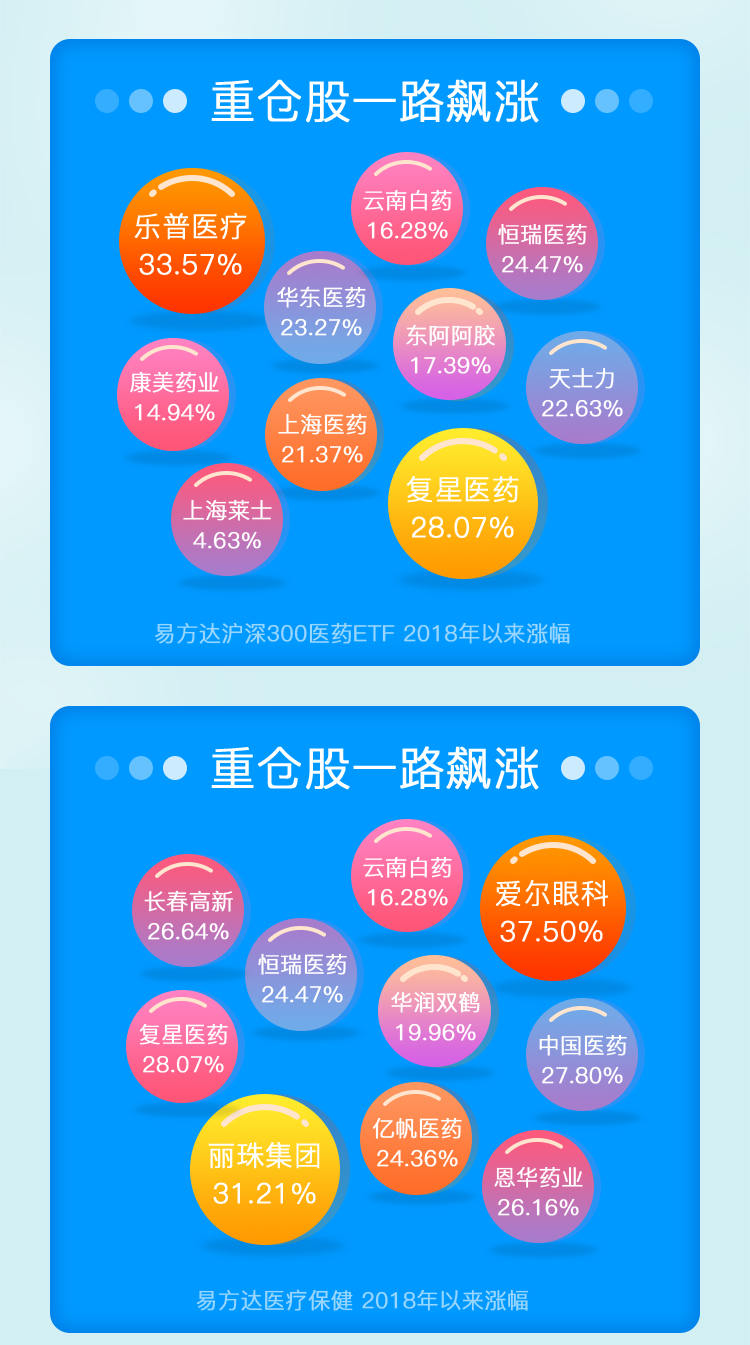 重仓股一路飙涨
云南白药
16.28%
乐普医疗
33.57%
恒瑞医药
24.47%
华东医药
23.27%
东阿阿胶
17.39%
康美药业
14.94%
天士力
22.63%
上海医药
21.37%
复星医药
28.07%
上海莱士
4.63%
易方达沪深300医药ETF 2018年以来涨幅
重仓股一路飙涨
云南白药
16.28%
爱尔眼科
37.50%
长春高新
26.64%
恒瑞医药
24.47%
华润双鹤
19.96%
复星医药
28.07%
中国医药
27.80%
亿帆医药
24.36%
丽珠集团
31.21%
恩华药业
26.16%
易方达医疗保健 2018年以来涨幅